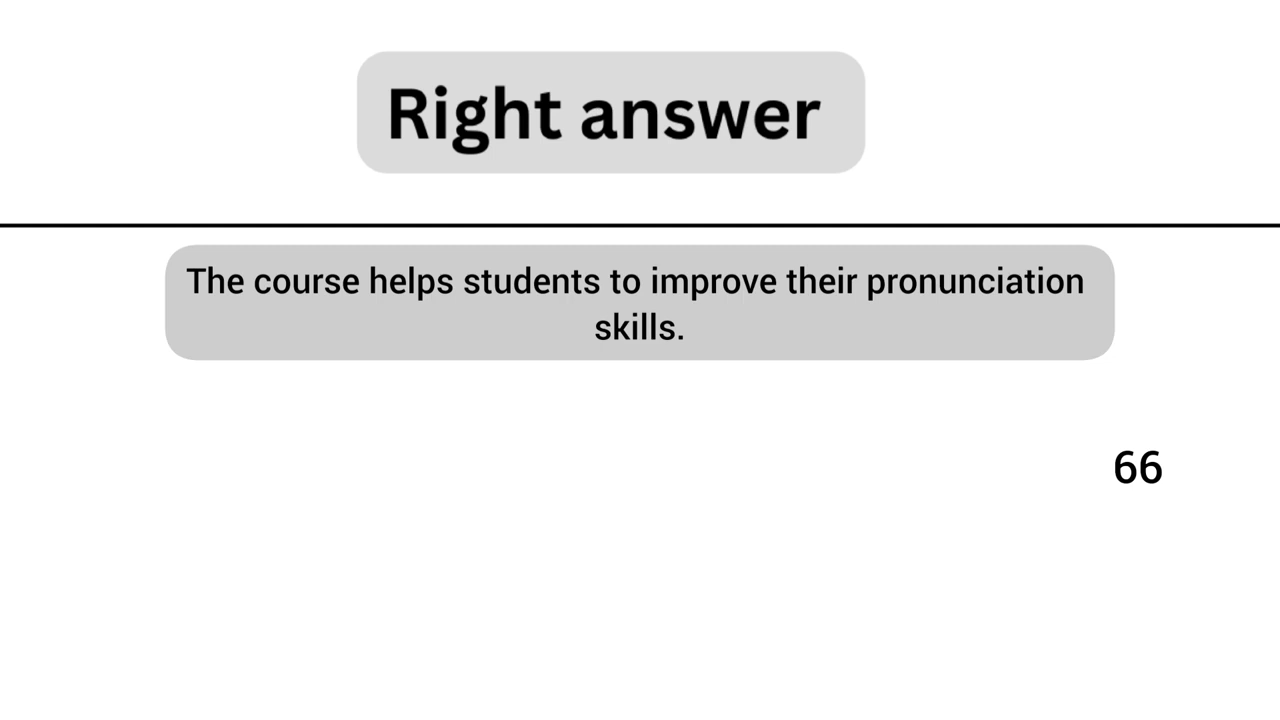 Right answer
The course helps students to improve their pronunciation
skills.
66